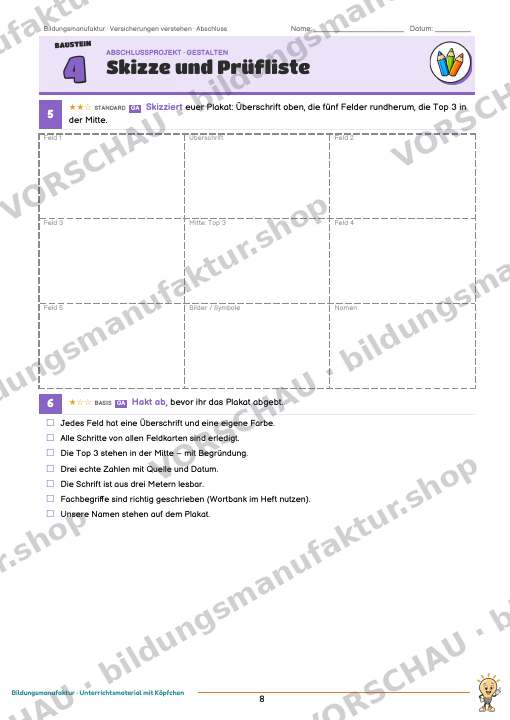 Bildungsmanufaktur · Versicherungen verstehen · Abschluss Name: Datum:
BAUSTEIN
4
ABSCHLUSSPROJEKT · GESTALTEN
Skizze und Prüfliste
5 ★★☆ STANDARD GA Skizziert euer Plakat: Überschrift oben, die fünf Felder rundherum, die Top 3 in
der Mitte.
Feld 1 Überschrift Feld 2
Feld 3 Mitte: Top 3 Feld 4
Feld 5 Bilder / Symbole Namen
6 ★☆☆ BASIS GA Hakt ab, bevor ihr das Plakat abgebt.
☐ Jedes Feld hat eine Überschrift und eine eigene Farbe.
☐ Alle Schritte von allen Feldkarten sind erledigt.
☐ Die Top 3 stehen in der Mitte – mit Begründung.
☐ Drei echte Zahlen mit Quelle und Datum.
☐ Die Schrift ist aus drei Metern lesbar.
☐ Fachbegriffe sind richtig geschrieben (Wortbank im Heft nutzen).
☐ Unsere Namen stehen auf dem Plakat.
VORSCHAU · bildungsmanufaktur.shop
Bildungsmanufaktur · Unterrichtsmaterial mit Köpfchen
8